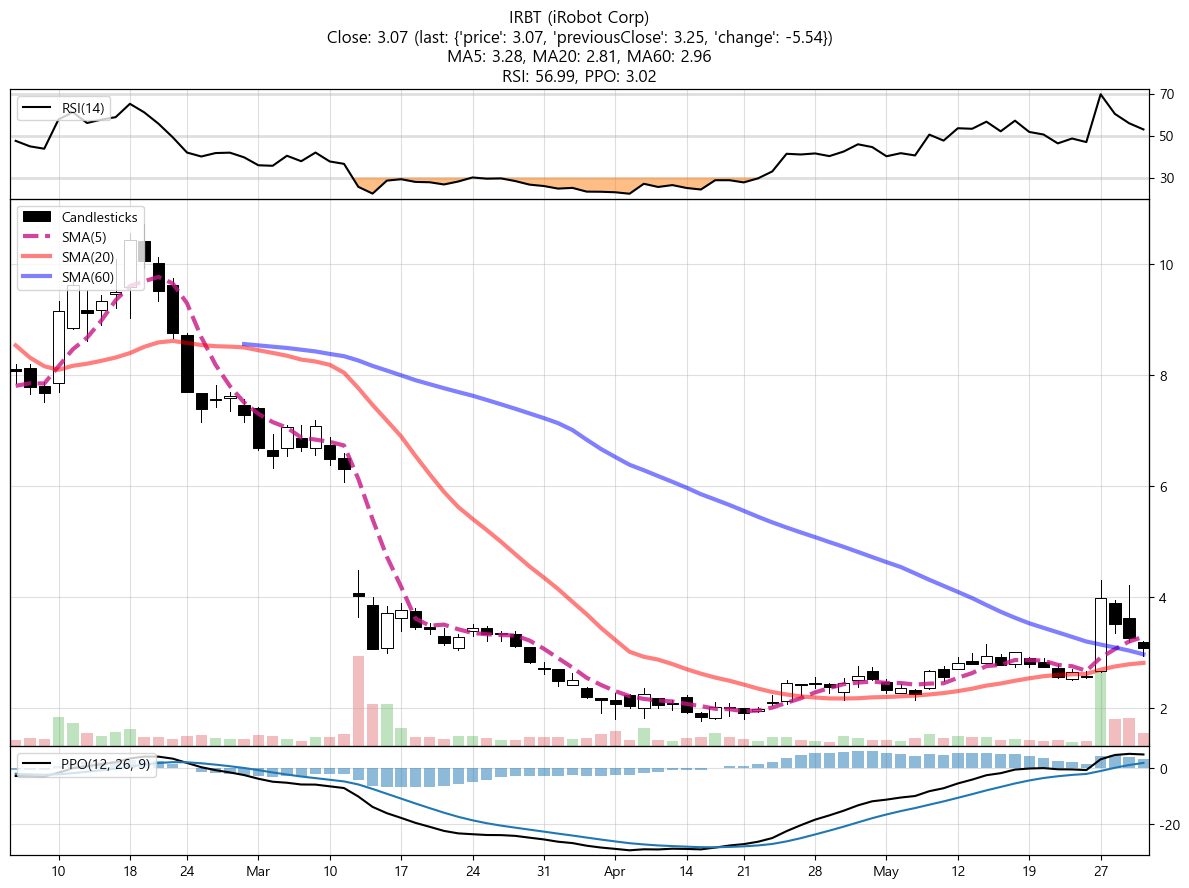 IRBT (iRobot Corp)
Close: 3.07 (last: {'price': 3.07, 'previousClose': 3.25, 'change': -5.54})
MA5: 3.28, MA20: 2.81, MA60: 2.96
RSI: 56.99, PPO: 3.02
RSI(14)
70
50
30
Candlesticks
SMA(5)
SMA(20)
SMA(60)
10
8
6
4
2
PPO(12, 26, 9)
0
-20
10 18 24 Mar 10 17 24 31 Apr 14 21 28 May 12 19 27